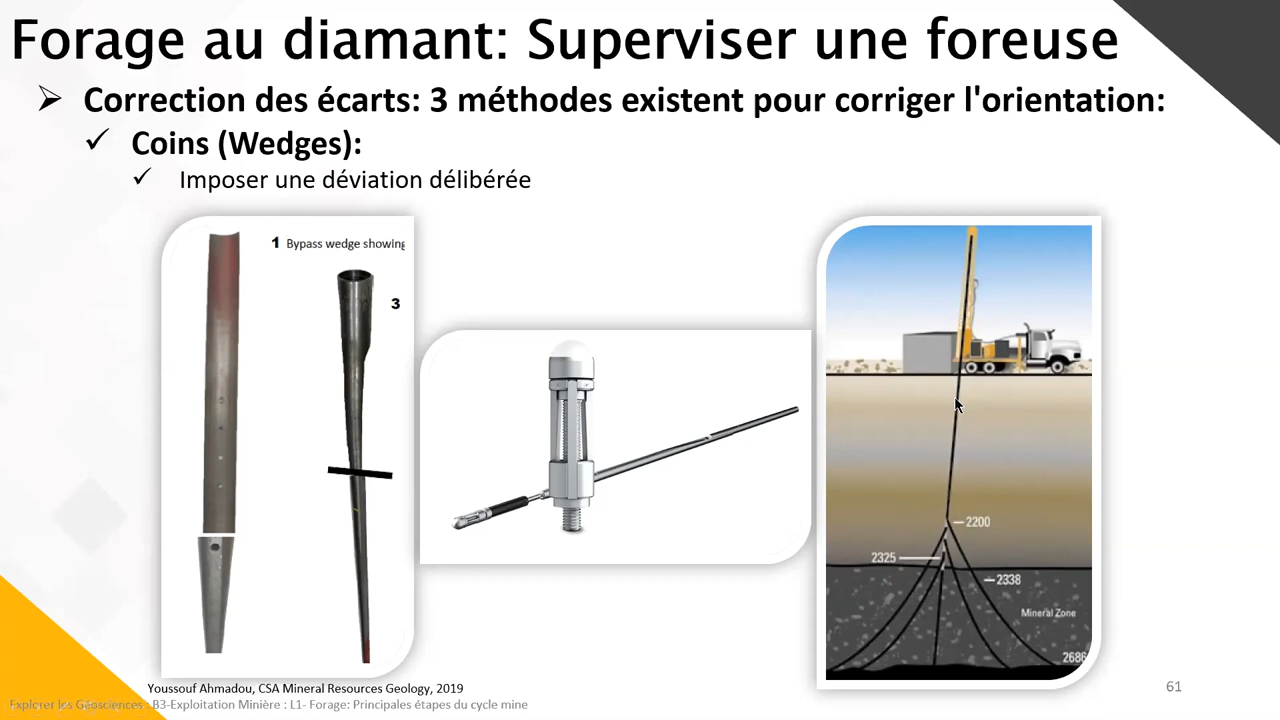 Forage au diamant: Superviser une foreuse
Correction des écarts: 3 méthodes existent pour corriger l'orientation:
Coins (Wedges):
Imposer une déviation délibérée
1 Bypass wedge showing
3
2200
2325
2338
Mineral Zone
2686
Youssouf Ahmadou, CSA Mineral Resources Geology, 2019
61
Explorer les Géosciences : B3-Exploitation Minière : L1- Forage: Principales étapes du cycle mine